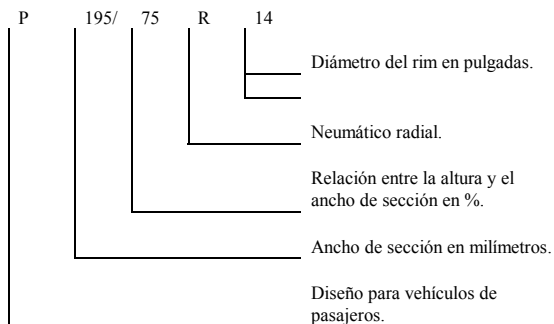 P 195/ 75 R 14
Diámetro del rim en pulgadas.
Neumático radial.
Relación entre la altura y el
ancho de sección en %.
Ancho de sección en milímetros.
Diseño para vehículos de
pasajeros.